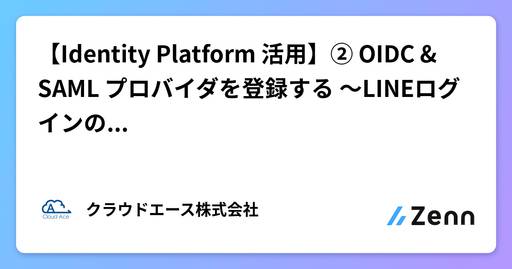 【Identity Platform 活用】② OIDC &
SAML プロバイダを登録する 〜LINEログ
インの...
Cloud Ace
クラウドエース株式会社
Zenn